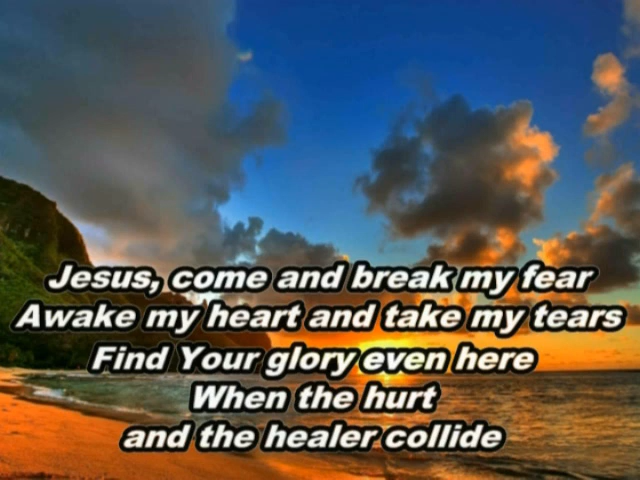 Jesus, come and break my fear
Awake my heart and take my tears
Find Your glory even here
When the hurt
and the healer collide